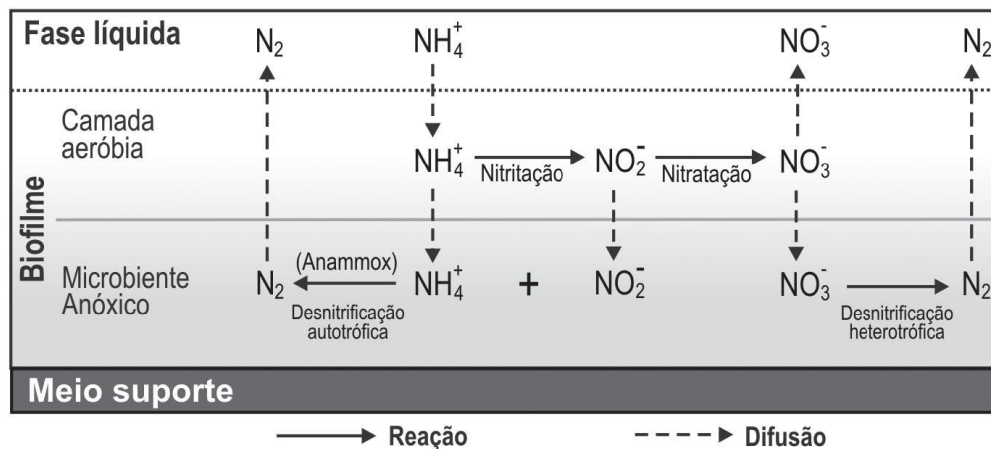 Fase líquida N₂ NH₄⁺ NO₃⁻ N₂
Camada
aeróbia
NH₄⁺ Nitritação NO₂⁻ Nitratação NO₃⁻
Biofilme
Microbiente
Anóxico
N₂ (Anammox) NH₄⁺ + NO₂⁻ NO₃⁻ N₂
Desnitrificação
autotrófica
Desnitrificação
heterotrófica
Meio suporte
Reação Difusão